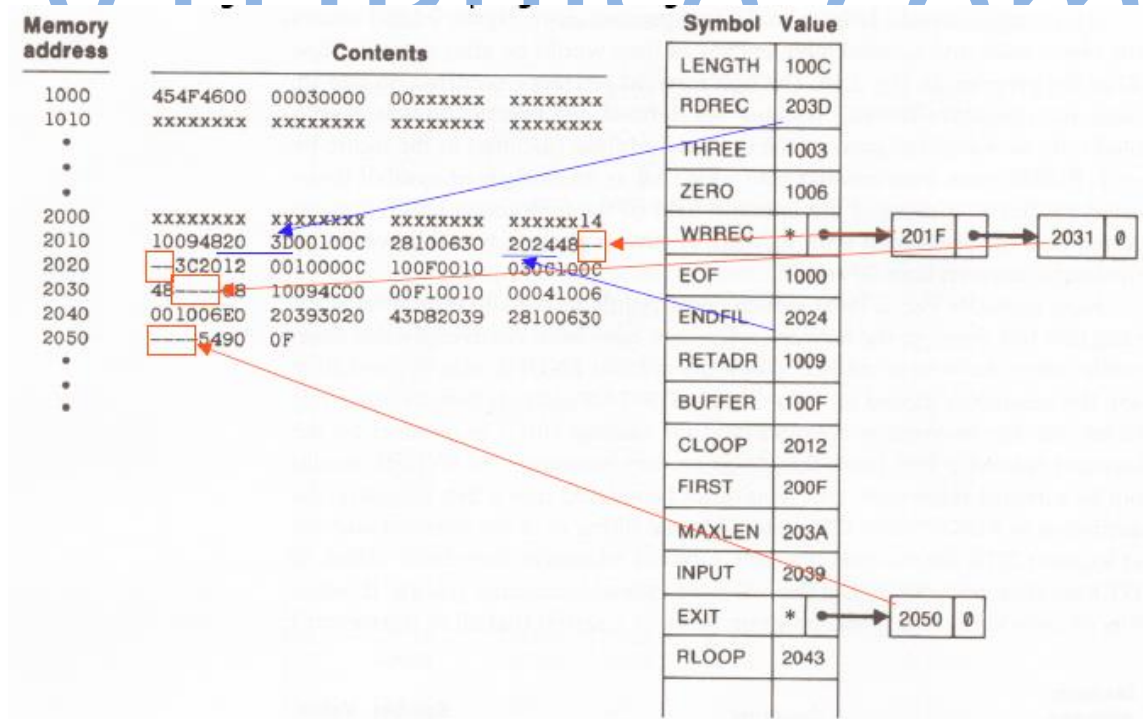 Memory address
Contents
1000 454F4600 00030000 00xxxxxx xxxxxxxx
1010 xxxxxxxx xxxxxxxx xxxxxxxx xxxxxxxx
•
•
•
2000 xxxxxxxx xxxxxxxx xxxxxxxx xxxxxx14
2010 10094820 3D00100C 28100630 202448--
2020 --3C2012 0010000C 100F0010 0300100C
2030 48----08 10094C00 00F10010 00041006
2040 001006E0 20393020 43D82039 28100630
2050 ----5490 0F
•
•
•
Symbol Value
LENGTH 100C
RDREC 203D
THREE 1003
ZERO 1006
WRREC * 201F 2031 0
EOF 1000
ENDFIL 2024
RETADR 1009
BUFFER 100F
CLOOP 2012
FIRST 200F
MAXLEN 203A
INPUT 2039
EXIT * 2050 0
RLOOP 2043